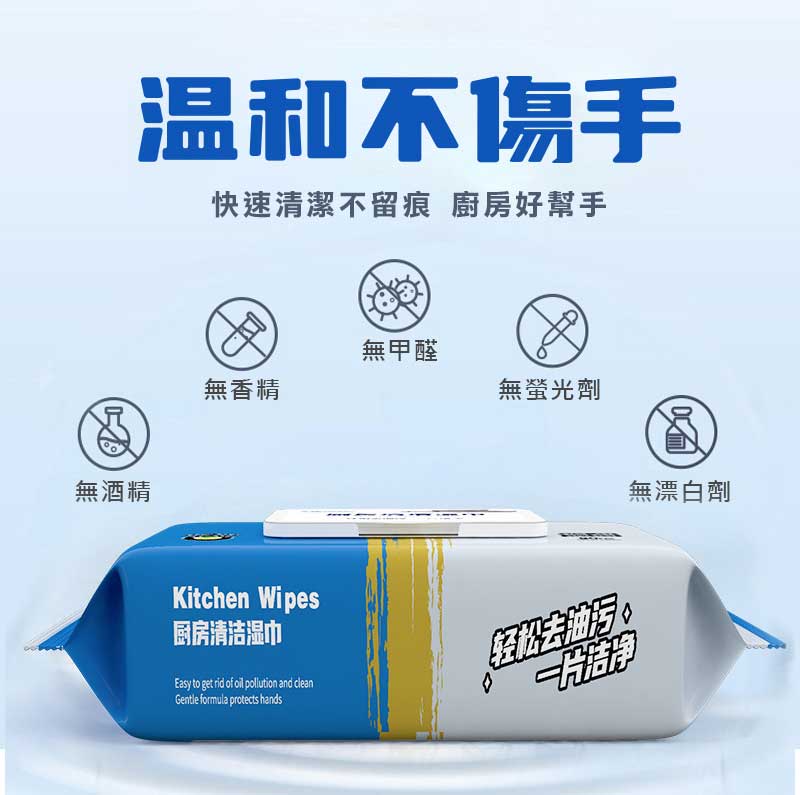 温和不傷手
快速清潔不留痕 廚房好幫手
無甲醛
無香精
無螢光劑
無酒精
無漂白劑
Kitchen Wipes
厨房清洁湿巾
Easy to get rid of oil pollution and clean
Gentle formula protects hands
轻松去油污
一片洁净